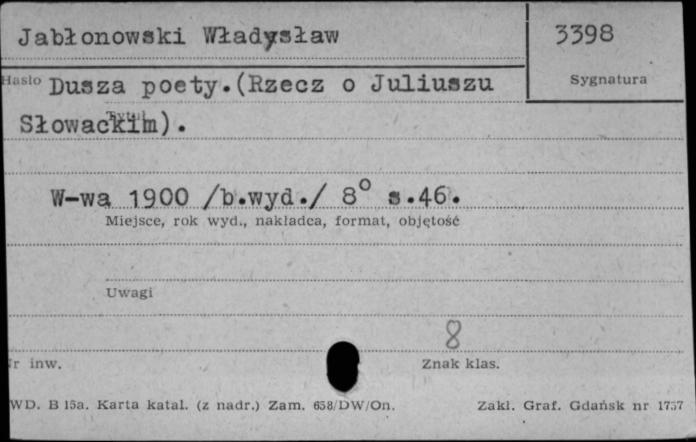 Jabłonowski Władysław 3398
Hasło Dusza poety.(Rzecz o Juliuszu Sygnatura
Słowackim).
Tytuł
W-wa 1900 /b.wyd./ 8° s.46.
Miejsce, rok wyd., nakładca, format, objętość
Uwagi
8
Nr inw. Znak klas.
WD. B 15a. Karta katal. (z nadr.) Zam. 658/DW/On. Zakł. Graf. Gdańsk nr 1757